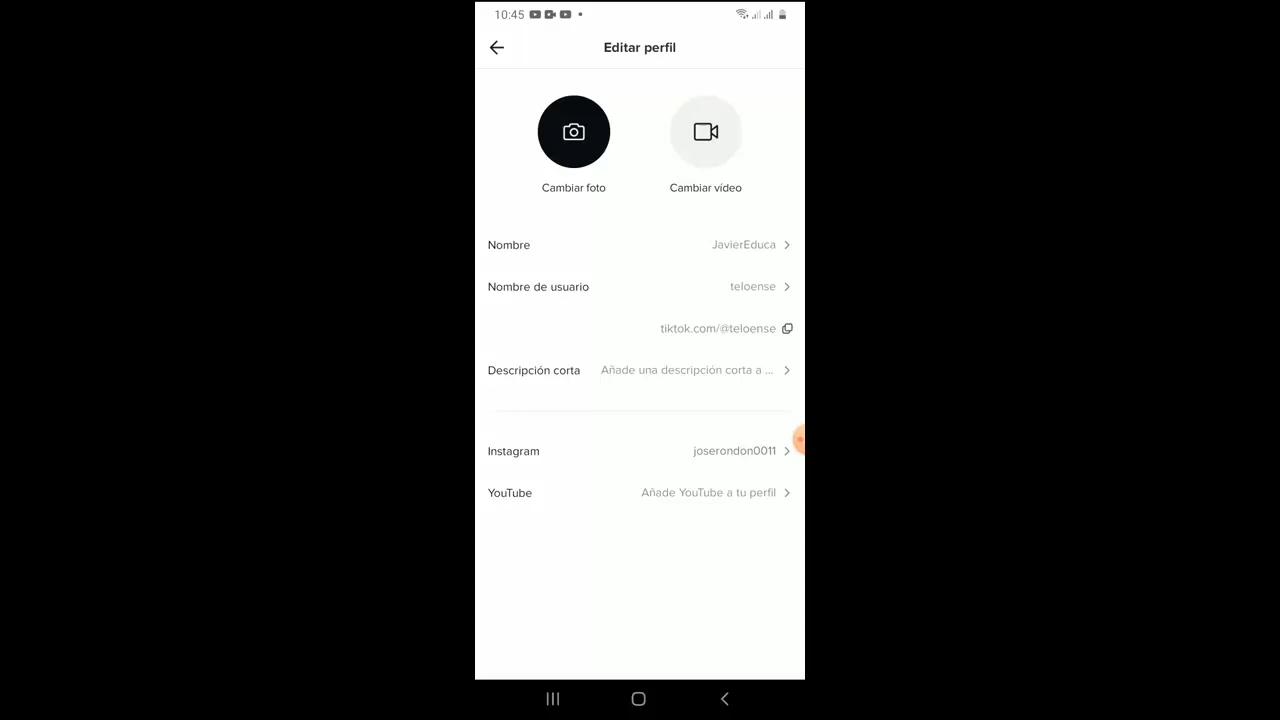 10:45
Editar perfil
Cambiar foto
Cambiar vídeo
Nombre
JavierEduca
Nombre de usuario
teloense
tiktok.com/@teloense
Descripción corta
Añade una descripción corta a ...
Instagram
joserondon0011
YouTube
Añade YouTube a tu perfil